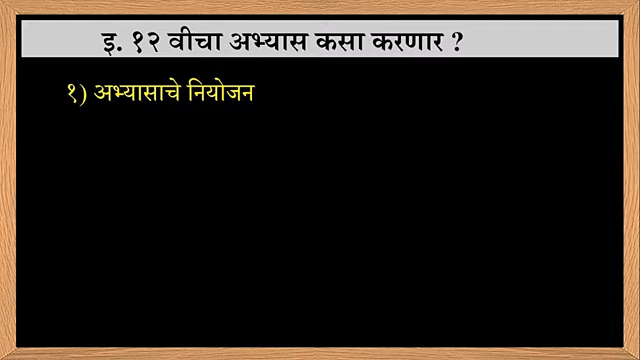 इ. १२ वीचा अभ्यास कसा करणार ?
१) अभ्यासाचे नियोजन